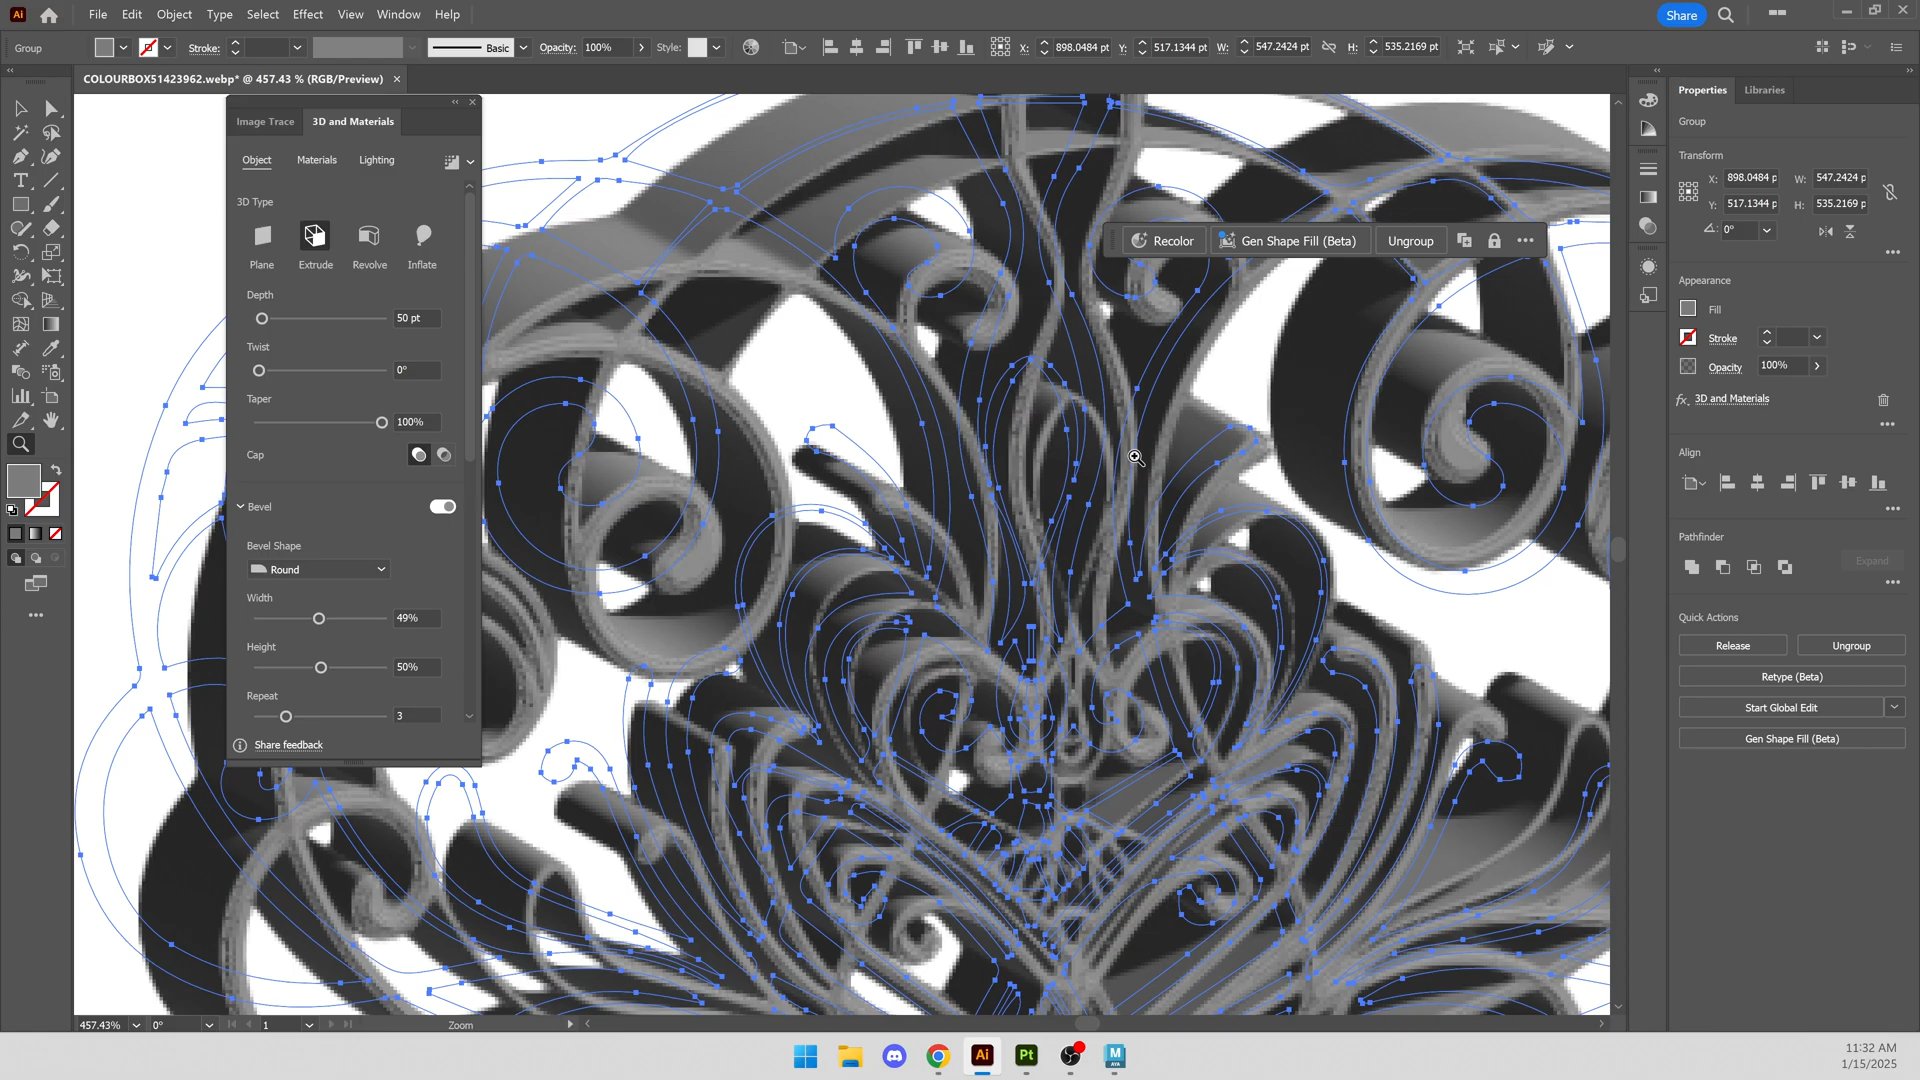 Ai
File Edit Object Type Select Effect View Window Help
Share
Group
Stroke:
Basic
Opacity: 100%
Style:
X: 898.0484 pt
Y: 517.1344 pt
W: 547.2424 pt
H: 535.2169 pt
COLOURBOX51423962.webp* @ 457.43 % (RGB/Preview) ×
Image Trace
3D and Materials
Object
Materials
Lighting
3D Type
Plane
Extrude
Revolve
Inflate
Depth
50 pt
Twist
0°
Taper
100%
Cap
Bevel
Bevel Shape
Round
Width
49%
Height
50%
Repeat
3
Share feedback
Recolor
Gen Shape Fill (Beta)
Ungroup
Properties
Libraries
Group
Transform
X: 898.0484 p
W: 547.2424 p
Y: 517.1344 p
H: 535.2169 p
0°
Appearance
Fill
Stroke
Opacity
100%
fx. 3D and Materials
Align
Pathfinder
Expand
Quick Actions
Release
Ungroup
Retype (Beta)
Start Global Edit
Gen Shape Fill (Beta)
457.43%
0°
1
Zoom
Ai
Pt
M
AYA
11:32 AM
1/15/2025